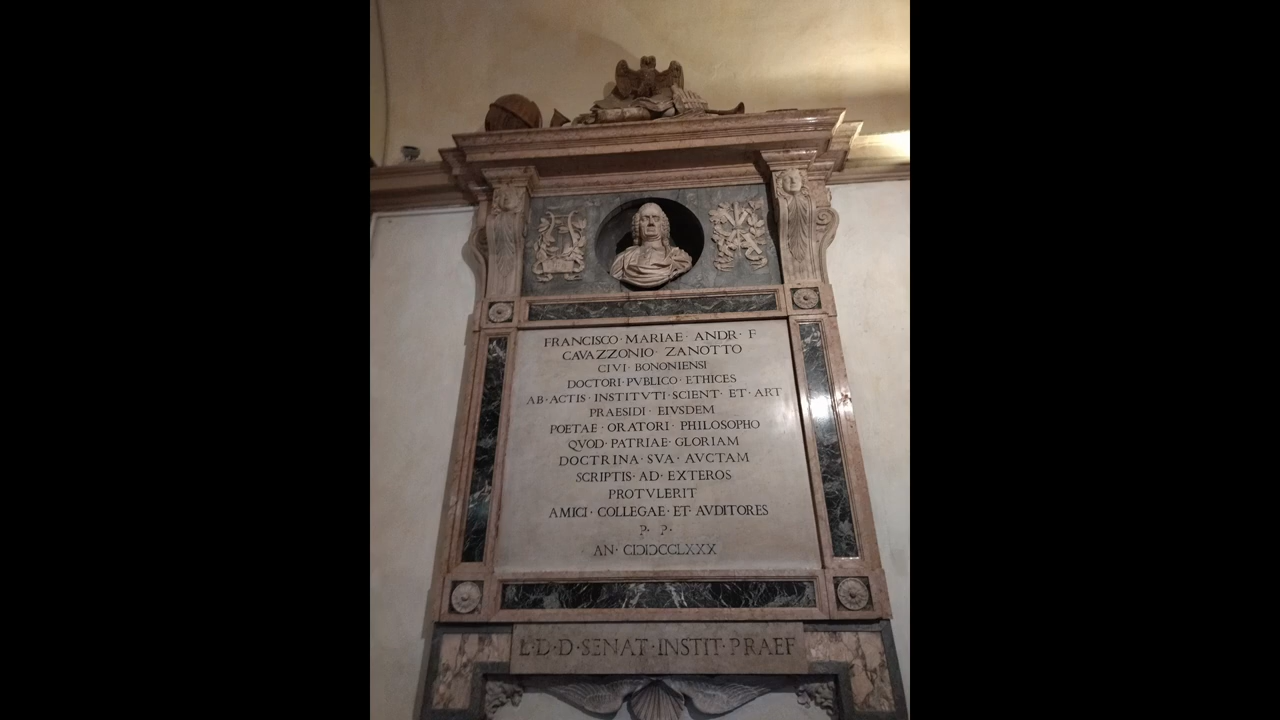 FRANCISCO · MARIAE · ANDR · F
CAVAZZONIO · ZANOTTO
CIVI · BONONIENSI
DOCTORI · PVBLICO · ETHICES
AB · ACTIS · INSTITVTI · SCIENT · ET · ART
PRAESIDI · EIVSDEM
POETAE · ORATORI · PHILOSOPHO
QVOD · PATRIAE · GLORIAM
DOCTRINA · SVA · AVCTAM
SCRIPTIS · AD · EXTEROS
PROTVLERIT
AMICI · COLLEGAE · ET · AVDITORES
AN · CIƆIƆCCLXXX
L · D · D · SENAT · INSTIT · PRAEF